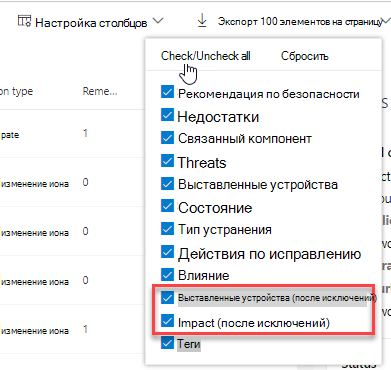 Настройка столбцов Экспорт 100 элементов на страницу
Check/Uncheck all Сбросить
on type Reme...
Рекомендация по безопасности
Недостатки
pate 1
Связанный компонент
Threats
изменение иона 0
Выставленные устройства
Состояние
изменение иона 0
Тип устранения
Действия по исправлению
изменение иона 0
Влияние
Выставленные устройства (после исключений)
изменение иона 1
Impact (после исключений)
Теги
Status